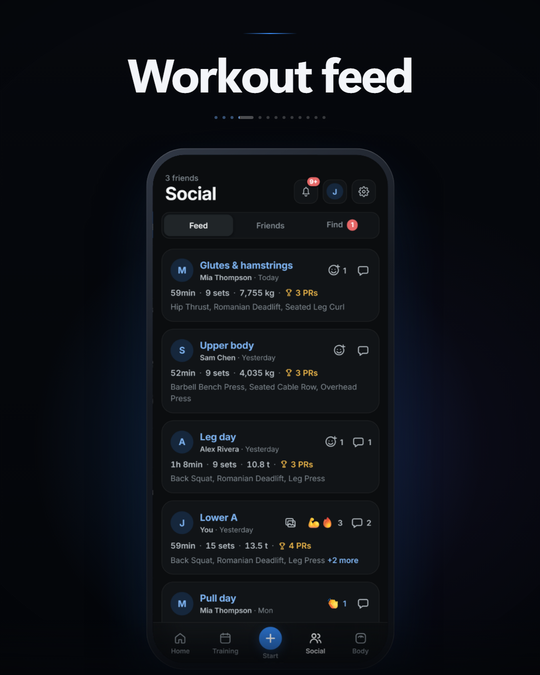 Workout feed
3 friends
Social
9+
J
Feed
Friends
Find 1
M
Glutes & hamstrings
Mia Thompson · Today
1
59min · 9 sets · 7,755 kg · 3 PRs
Hip Thrust, Romanian Deadlift, Seated Leg Curl
S
Upper body
Sam Chen · Yesterday
52min · 9 sets · 4,035 kg · 3 PRs
Barbell Bench Press, Seated Cable Row, Overhead
Press
A
Leg day
Alex Rivera · Yesterday
1 1
1h 8min · 9 sets · 10.8 t · 3 PRs
Back Squat, Romanian Deadlift, Leg Press
J
Lower A
You · Yesterday
💪🔥 3 2
59min · 15 sets · 13.5 t · 4 PRs
Back Squat, Romanian Deadlift, Leg Press +2 more
M
Pull day
Mia Thompson · Mon
👏 1
Home
Training
Start
Social
Body